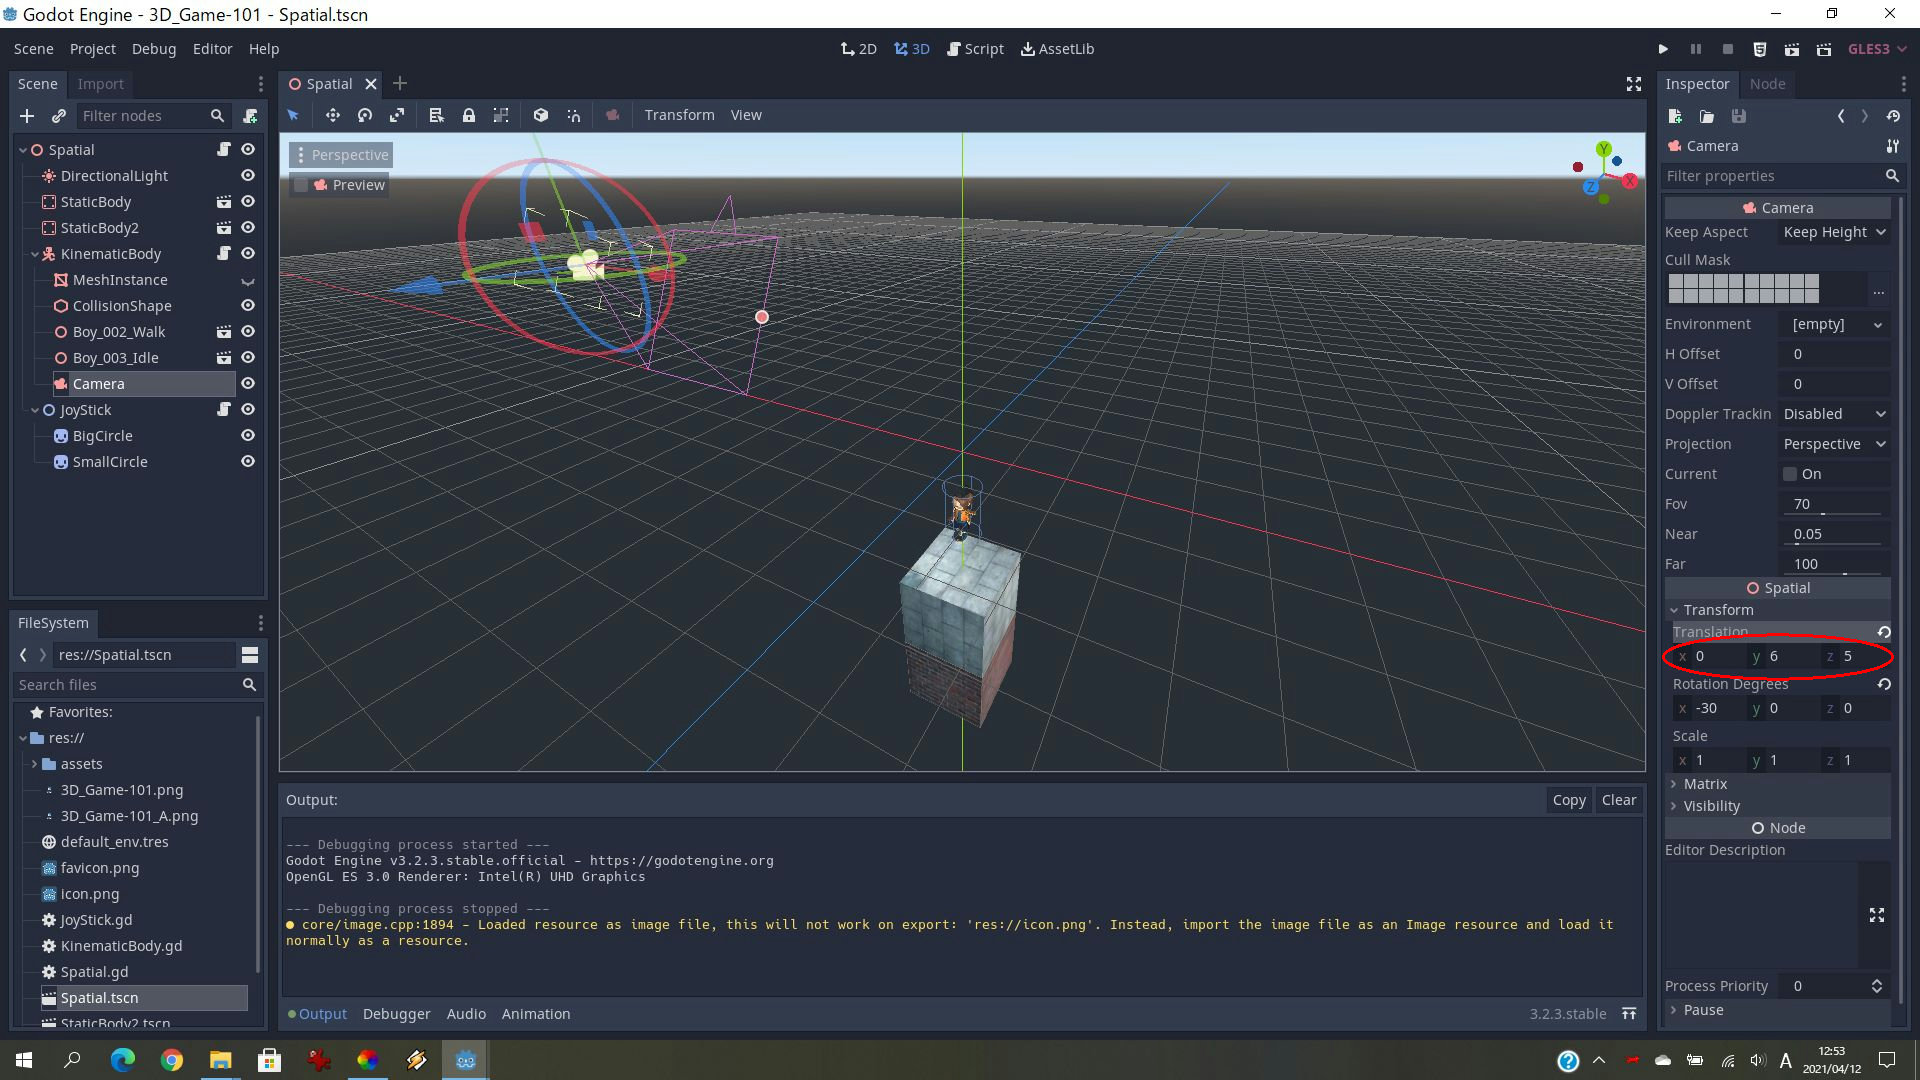 Godot Engine - 3D_Game-101 - Spatial.tscn
Scene Project Debug Editor Help
2D 3D Script AssetLib
GLES3
Scene Import
Filter nodes
Spatial
DirectionalLight
StaticBody
StaticBody2
KinematicBody
MeshInstance
CollisionShape
Boy_002_Walk
Boy_003_Idle
Camera
JoyStick
BigCircle
SmallCircle
FileSystem
res://Spatial.tscn
Search files
Favorites:
res://
assets
3D_Game-101.png
3D_Game-101_A.png
default_env.tres
favicon.png
icon.png
JoyStick.gd
KinematicBody.gd
Spatial.gd
Spatial.tscn
StaticBody2.tscn
Spatial
Transform View
Perspective
Preview
Y
X
Z
Output:
Copy Clear
--- Debugging process started ---
Godot Engine v3.2.3.stable.official - https://godotengine.org
OpenGL ES 3.0 Renderer: Intel(R) UHD Graphics
--- Debugging process stopped ---
core/image.cpp:1894 - Loaded resource as image file, this will not work on export: 'res://icon.png'. Instead, import the image file as an Image resource and load it
normally as a resource.
Output Debugger Audio Animation
3.2.3.stable
Inspector Node
Camera
Filter properties
Camera
Keep Aspect Keep Height
Cull Mask
...
Environment [empty]
H Offset 0
V Offset 0
Doppler Trackin Disabled
Projection Perspective
Current On
Fov 70
Near 0.05
Far 100
Spatial
Transform
Translation
x 0 y 6 z 5
Rotation Degrees
x -30 y 0 z 0
Scale
x 1 y 1 z 1
Matrix
Visibility
Node
Editor Description
Process Priority 0
Pause
A
12:53
2021/04/12